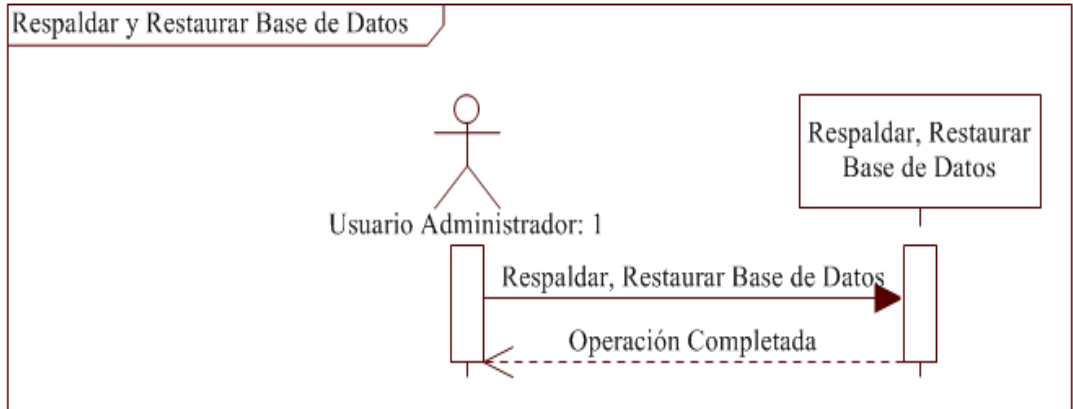 Respaldar y Restaurar Base de Datos
Respaldar, Restaurar
Base de Datos
Usuario Administrador: 1
Respaldar, Restaurar Base de Datos
Operación Completada